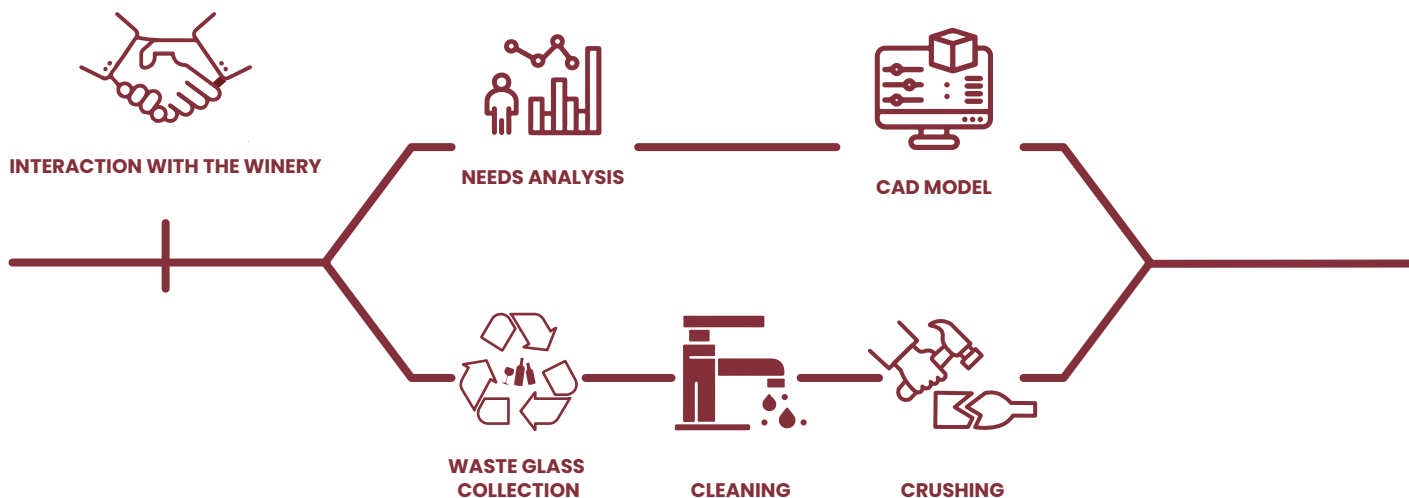 INTERACTION WITH THE WINERY
NEEDS ANALYSIS
CAD MODEL
WASTE GLASS
COLLECTION
CLEANING
CRUSHING